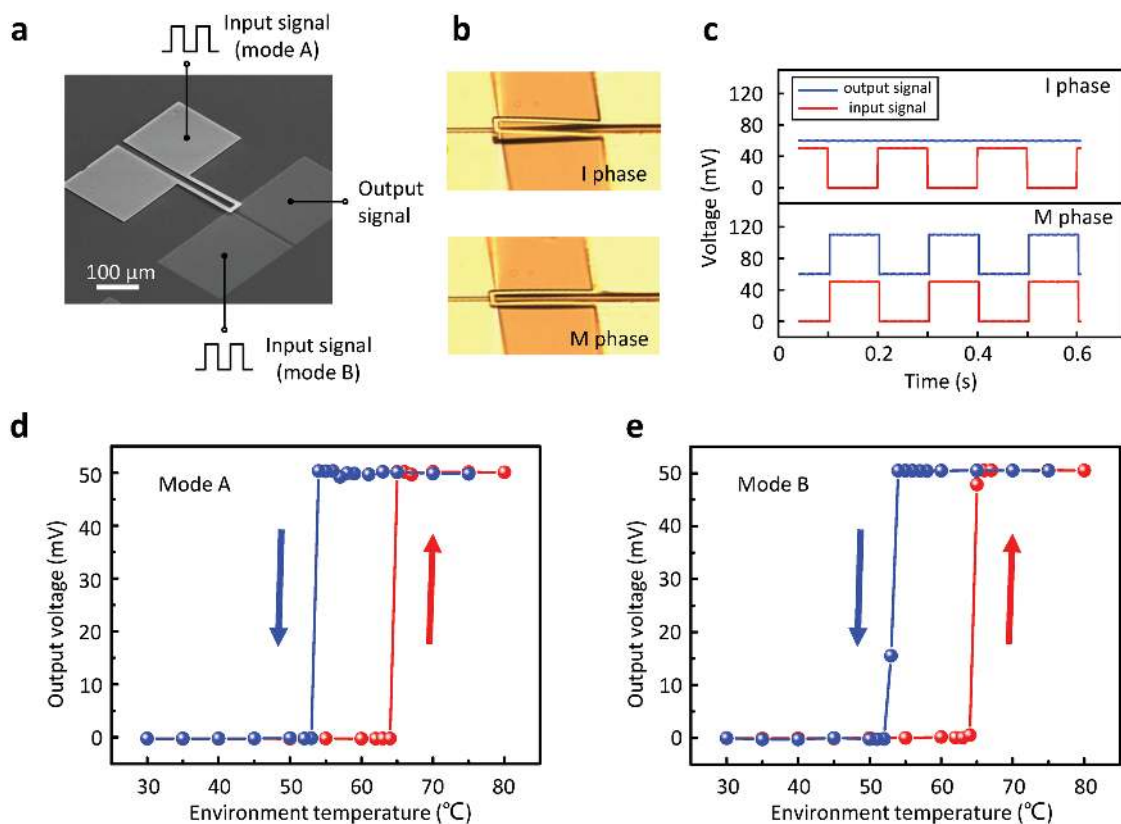 a
Input signal
(mode A)
Output
signal
100 μm
Input signal
(mode B)
b
I phase
M phase
c
output signal
input signal
I phase
M phase
120
80
40
0
120
80
40
0
Voltage (mV)
0
0.2
0.4
0.6
Time (s)
d
Mode A
50
40
30
20
10
0
Output voltage (mV)
30 40 50 60 70 80
Environment temperature (℃)
e
Mode B
50
40
30
20
10
0
Output voltage (mV)
30 40 50 60 70 80
Environment temperature (℃)